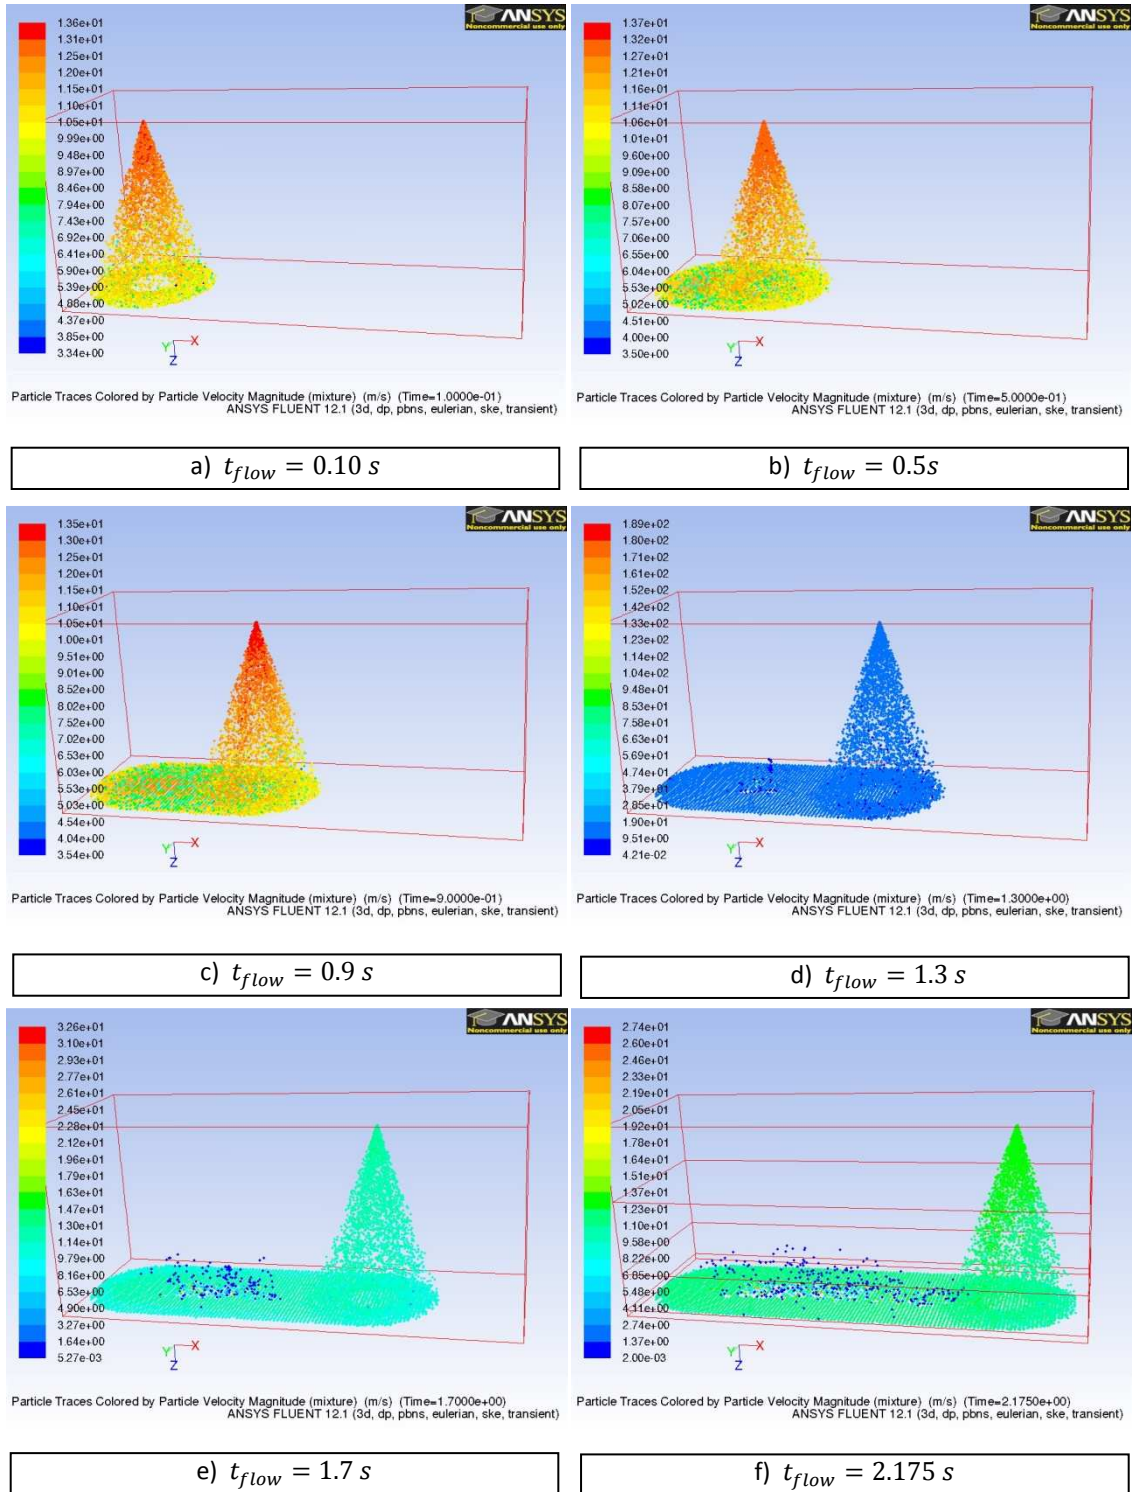 ANSYS
Noncommercial use only
1.36e+01
1.31e+01
1.25e+01
1.20e+01
1.15e+01
1.10e+01
1.05e+01
9.99e+00
9.48e+00
8.97e+00
8.46e+00
7.94e+00
7.43e+00
6.92e+00
6.41e+00
5.90e+00
5.39e+00
4.88e+00
4.37e+00
3.85e+00
3.34e+00
Y X
Z
Particle Traces Colored by Particle Velocity Magnitude (mixture) (m/s) (Time=1.0000e-01)
ANSYS FLUENT 12.1 (3d, dp, pbns, eulerian, ske, transient)
a) t_flow = 0.10 s
ANSYS
Noncommercial use only
1.37e+01
1.32e+01
1.27e+01
1.21e+01
1.16e+01
1.11e+01
1.06e+01
1.01e+01
9.60e+00
9.09e+00
8.58e+00
8.07e+00
7.57e+00
7.06e+00
6.55e+00
6.04e+00
5.53e+00
5.02e+00
4.51e+00
4.00e+00
3.50e+00
Y X
Z
Particle Traces Colored by Particle Velocity Magnitude (mixture) (m/s) (Time=5.0000e-01)
ANSYS FLUENT 12.1 (3d, dp, pbns, eulerian, ske, transient)
b) t_flow = 0.5s
ANSYS
Noncommercial use only
1.35e+01
1.30e+01
1.25e+01
1.20e+01
1.15e+01
1.10e+01
1.05e+01
1.00e+01
9.51e+00
9.01e+00
8.52e+00
8.02e+00
7.52e+00
7.02e+00
6.53e+00
6.03e+00
5.53e+00
5.03e+00
4.54e+00
4.04e+00
3.54e+00
Y X
Z
Particle Traces Colored by Particle Velocity Magnitude (mixture) (m/s) (Time=9.0000e-01)
ANSYS FLUENT 12.1 (3d, dp, pbns, eulerian, ske, transient)
c) t_flow = 0.9 s
ANSYS
Noncommercial use only
1.89e+02
1.80e+02
1.71e+02
1.61e+02
1.52e+02
1.42e+02
1.33e+02
1.23e+02
1.14e+02
1.04e+02
9.48e+01
8.53e+01
7.58e+01
6.63e+01
5.69e+01
4.74e+01
3.79e+01
2.85e+01
1.90e+01
9.51e+00
4.21e-02
Y X
Z
Particle Traces Colored by Particle Velocity Magnitude (mixture) (m/s) (Time=1.3000e+00)
ANSYS FLUENT 12.1 (3d, dp, pbns, eulerian, ske, transient)
d) t_flow = 1.3 s
ANSYS
Noncommercial use only
3.26e+01
3.10e+01
2.93e+01
2.77e+01
2.61e+01
2.45e+01
2.28e+01
2.12e+01
1.96e+01
1.79e+01
1.63e+01
1.47e+01
1.31e+01
1.14e+01
9.79e+00
8.16e+00
6.53e+00
4.90e+00
3.27e+00
1.64e+00
5.27e-03
Y X
Z
Particle Traces Colored by Particle Velocity Magnitude (mixture) (m/s) (Time=1.7000e+00)
ANSYS FLUENT 12.1 (3d, dp, pbns, eulerian, ske, transient)
e) t_flow = 1.7 s
ANSYS
Noncommercial use only
2.74e+01
2.60e+01
2.46e+01
2.33e+01
2.19e+01
2.05e+01
1.92e+01
1.78e+01
1.64e+01
1.51e+01
1.37e+01
1.23e+01
1.10e+01
9.58e+00
8.22e+00
6.85e+00
5.48e+00
4.11e+00
2.74e+00
1.37e+00
2.00e-03
Y X
Z
Particle Traces Colored by Particle Velocity Magnitude (mixture) (m/s) (Time=2.1750e+00)
ANSYS FLUENT 12.1 (3d, dp, pbns, eulerian, ske, transient)
f) t_flow = 2.175 s